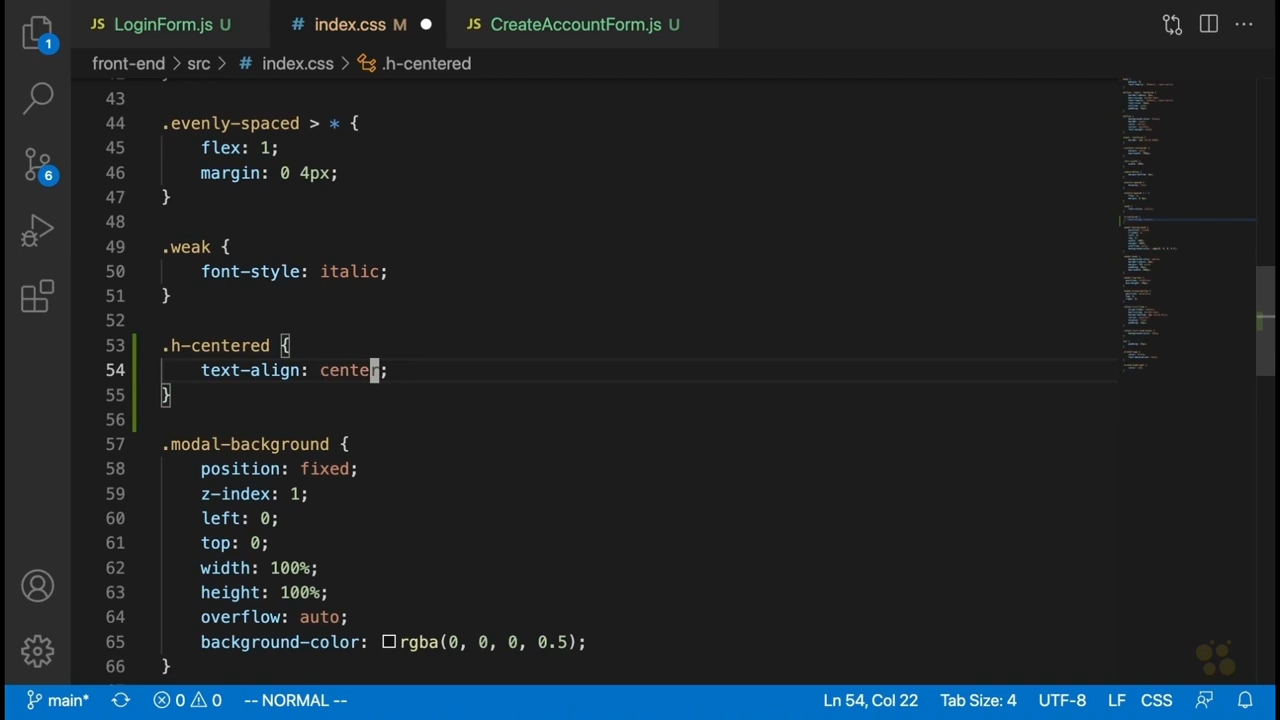 JS LoginForm.js U
# index.css M
JS CreateAccountForm.js U
front-end > src > # index.css > .h-centered
43
44 .evenly-spaced > * {
45 flex: 1;
46 margin: 0 4px;
47 }
48
49 .weak {
50 font-style: italic;
51 }
52
53 .h-centered {
54 text-align: center;
55 }
56
57 .modal-background {
58 position: fixed;
59 z-index: 1;
60 left: 0;
61 top: 0;
62 width: 100%;
63 height: 100%;
64 overflow: auto;
65 background-color: rgba(0, 0, 0, 0.5);
66 }
1
6
main* 0 0 -- NORMAL -- Ln 54, Col 22 Tab Size: 4 UTF-8 LF CSS